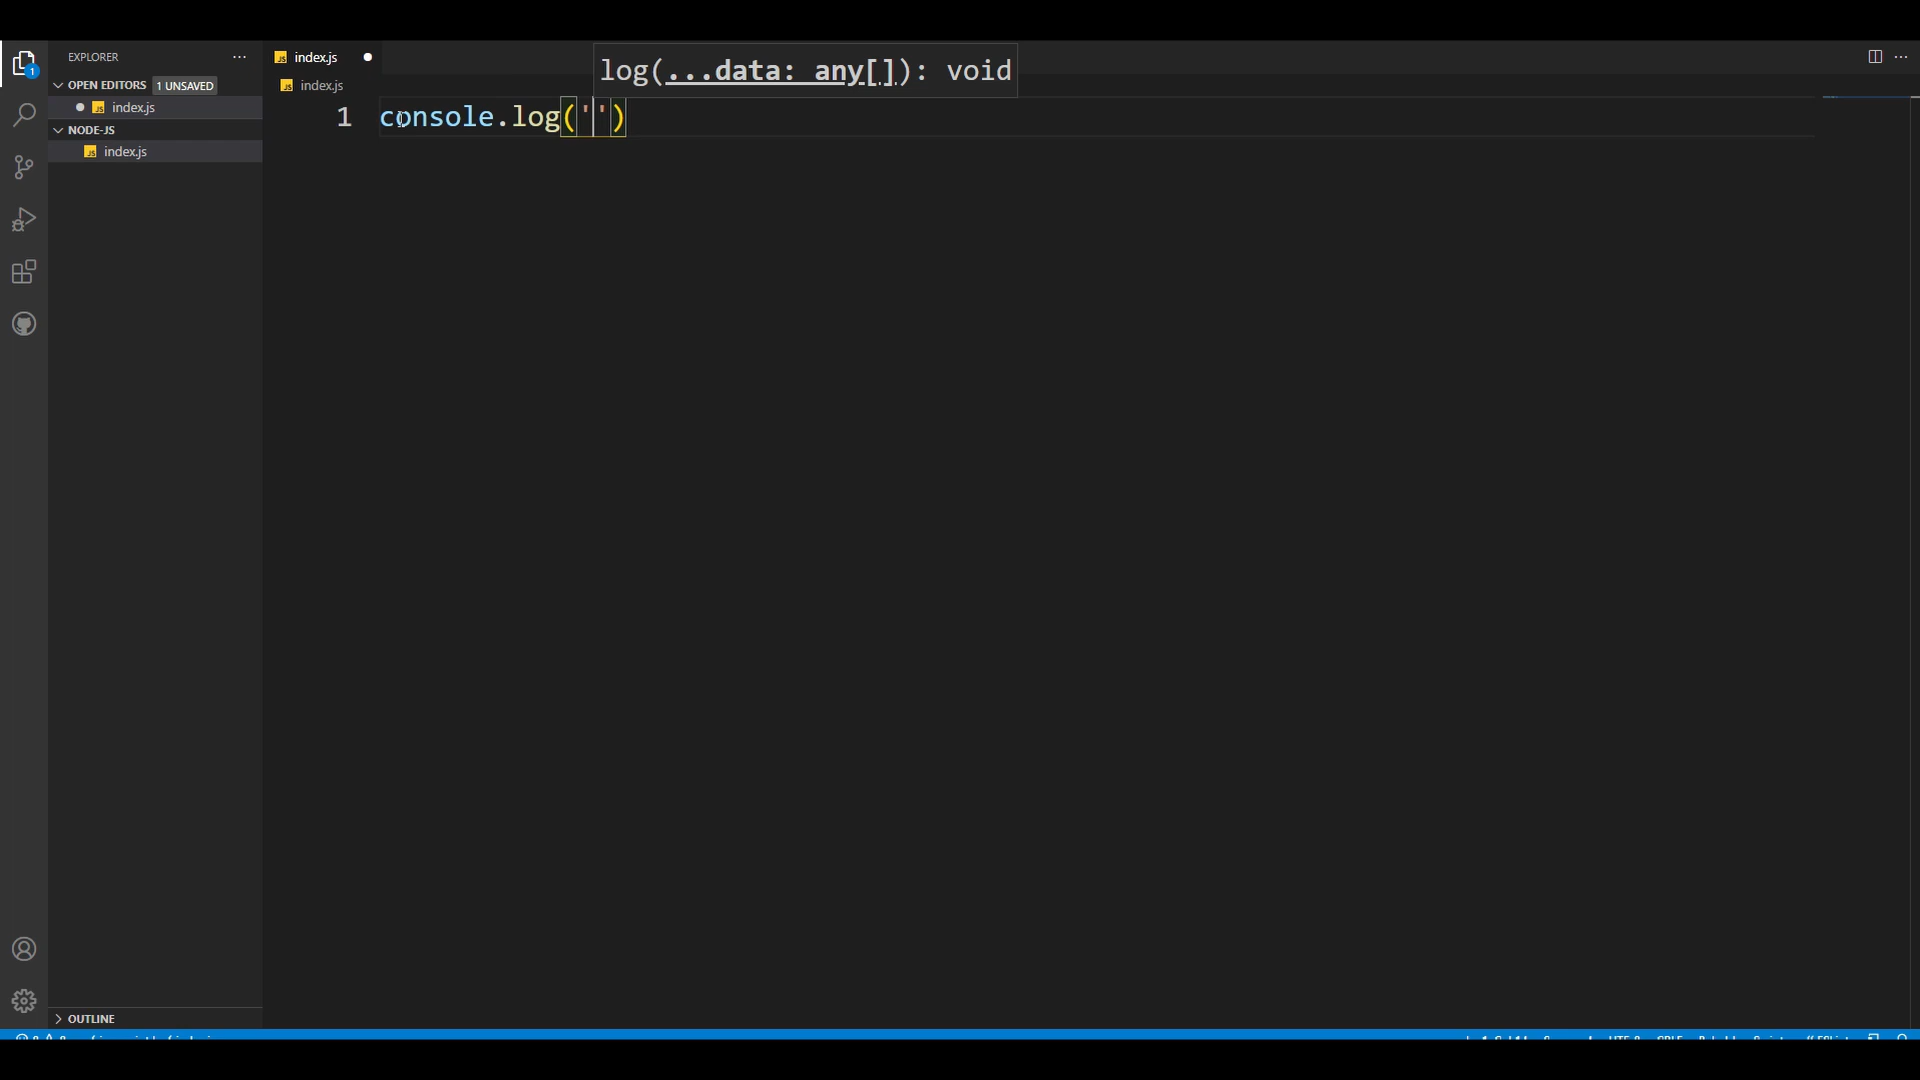 EXPLORER
index.js
log(...data: any[]): void
OPEN EDITORS
1 UNSAVED
index.js
index.js
1
console.log('')
NODE-JS
index.js
1
OUTLINE